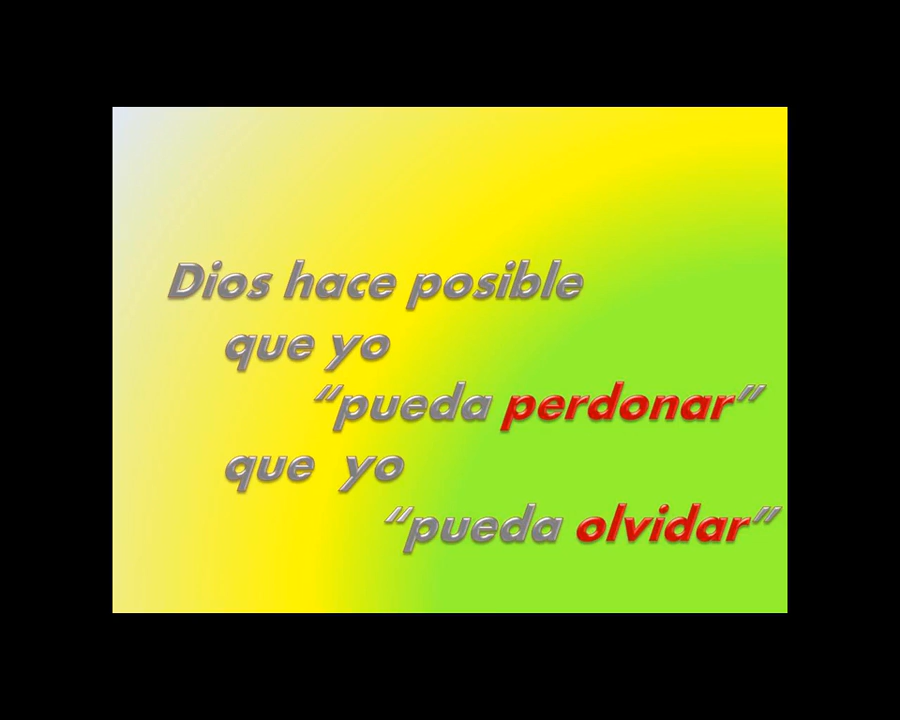 Dios hace posible
que yo
“pueda perdonar”
que yo
“pueda olvidar”